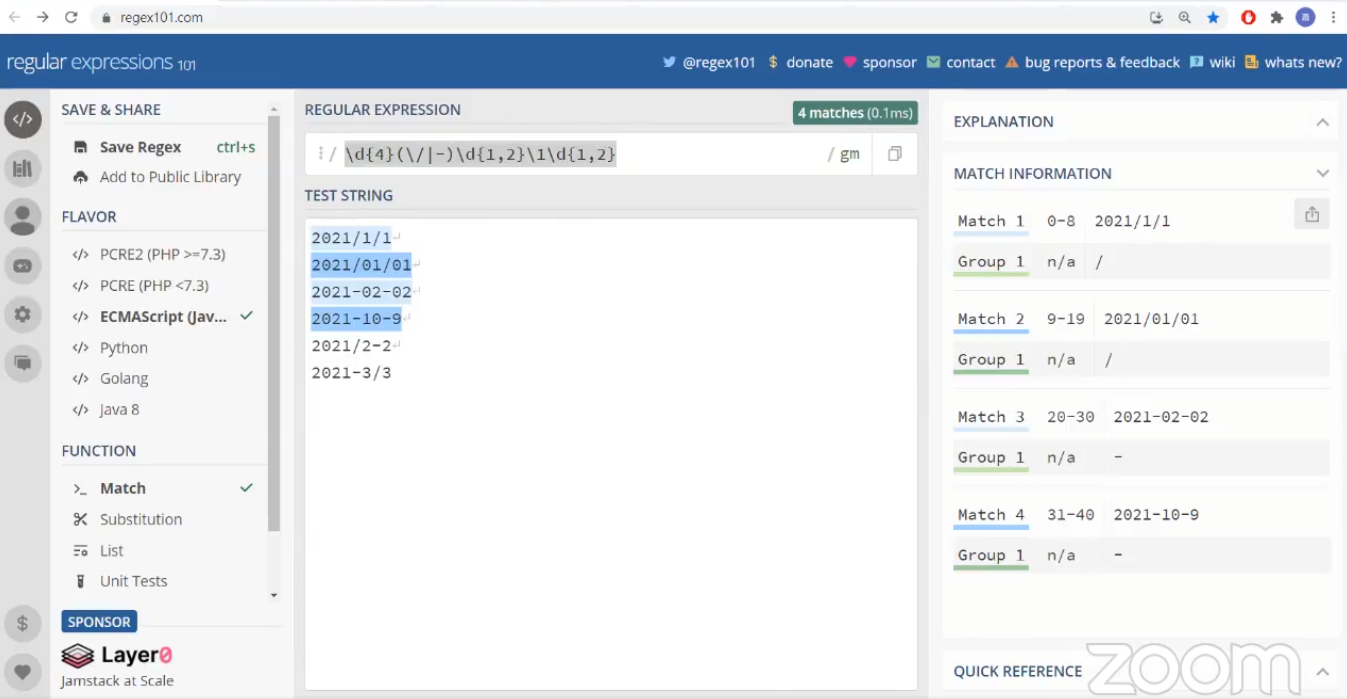 regex101.com
regular expressions 101
@regex101 $ donate sponsor contact bug reports & feedback wiki whats new?
SAVE & SHARE
Save Regex ctrl+s
Add to Public Library
FLAVOR
</> PCRE2 (PHP >=7.3)
</> PCRE (PHP <7.3)
</> ECMAScript (Jav...
</> Python
</> Golang
</> Java 8
FUNCTION
>_ Match
Substitution
List
Unit Tests
SPONSOR
Layer0
Jamstack at Scale
REGULAR EXPRESSION
4 matches (0.1ms)
/ \d{4}(\/|-)\d{1,2}\1\d{1,2} / gm
TEST STRING
2021/1/1
2021/01/01
2021-02-02
2021-10-9
2021/2-2
2021-3/3
EXPLANATION
MATCH INFORMATION
Match 1 0-8 2021/1/1
Group 1 n/a /
Match 2 9-19 2021/01/01
Group 1 n/a /
Match 3 20-30 2021-02-02
Group 1 n/a -
Match 4 31-40 2021-10-9
Group 1 n/a -
QUICK REFERENCE
zoom